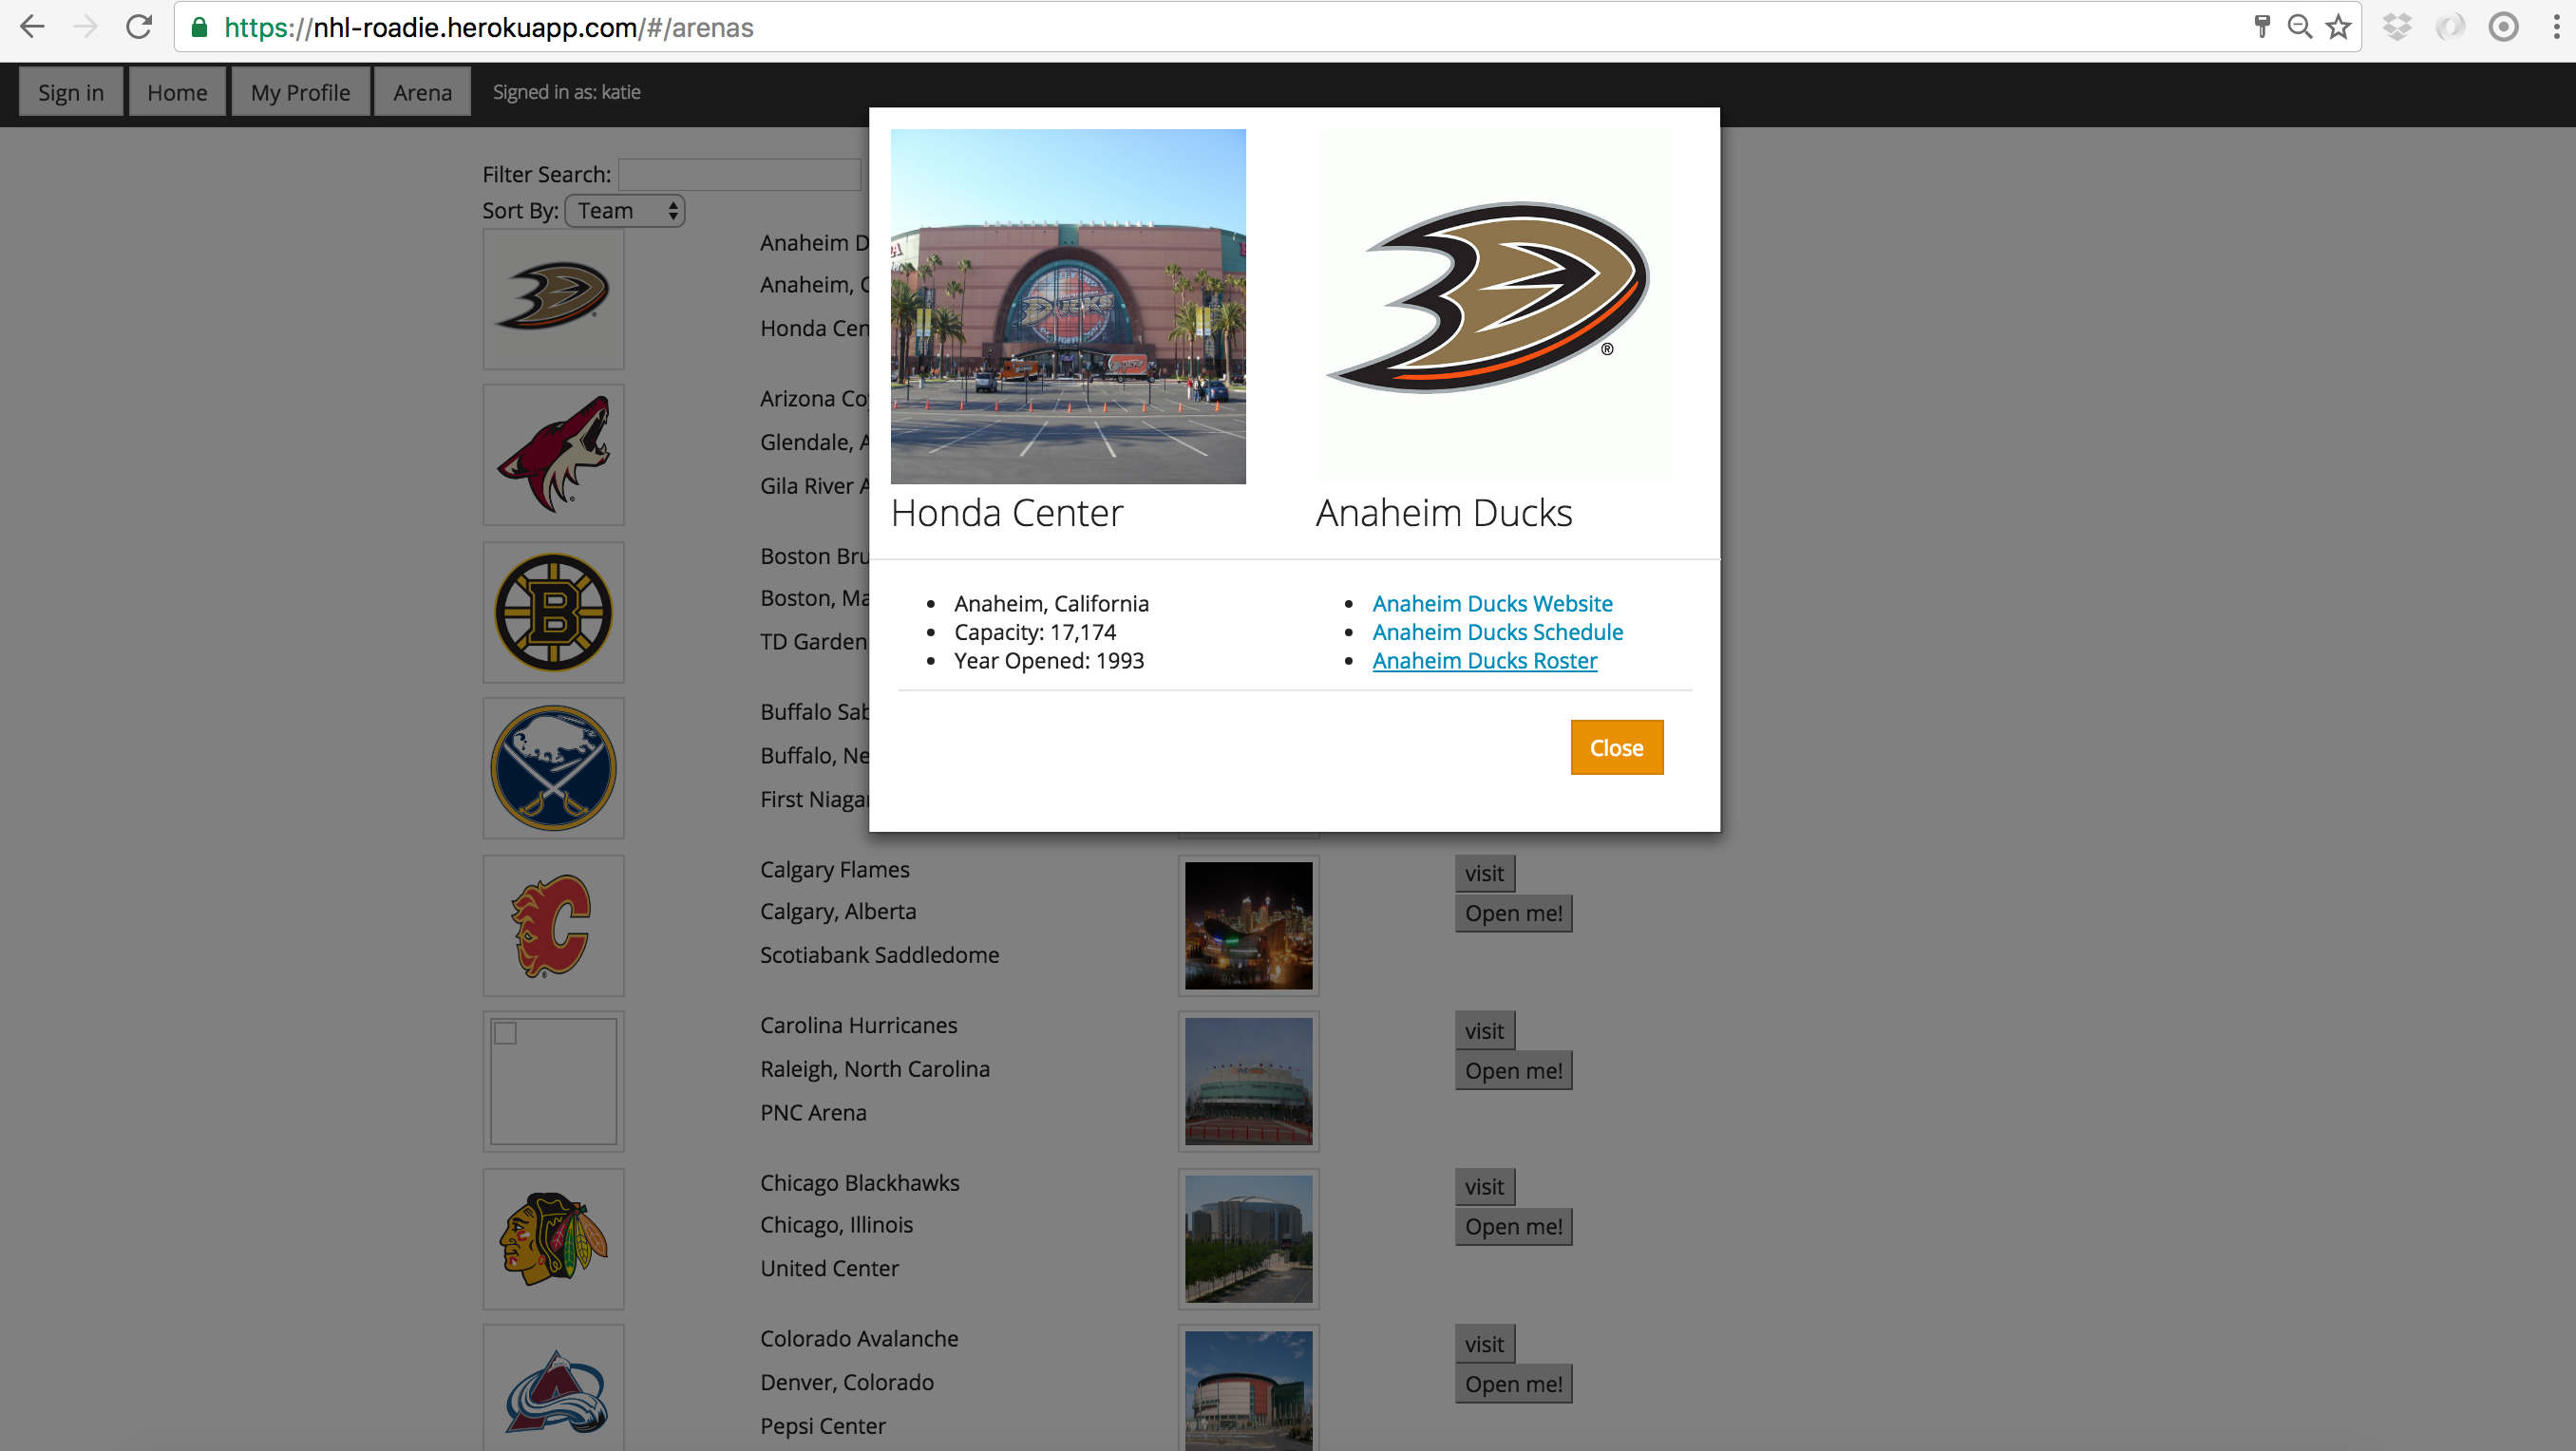 https://nhl-roadie.herokuapp.com/#/arenas
Sign in
Home
My Profile
Arena
Signed in as: katie
Filter Search:
Sort By: Team
Anaheim D
Anaheim, C
Honda Cen
Arizona Co
Glendale, A
Gila River A
Boston Bru
Boston, Ma
TD Garden
Buffalo Sab
Buffalo, Ne
First Niaga
DUCKS
®
Honda Center
Anaheim Ducks
Anaheim, California
Capacity: 17,174
Year Opened: 1993
Anaheim Ducks Website
Anaheim Ducks Schedule
Anaheim Ducks Roster
Close
B
Calgary Flames
Calgary, Alberta
Scotiabank Saddledome
visit
Open me!
Carolina Hurricanes
Raleigh, North Carolina
PNC Arena
visit
Open me!
Chicago Blackhawks
Chicago, Illinois
United Center
visit
Open me!
Colorado Avalanche
Denver, Colorado
Pepsi Center
visit
Open me!